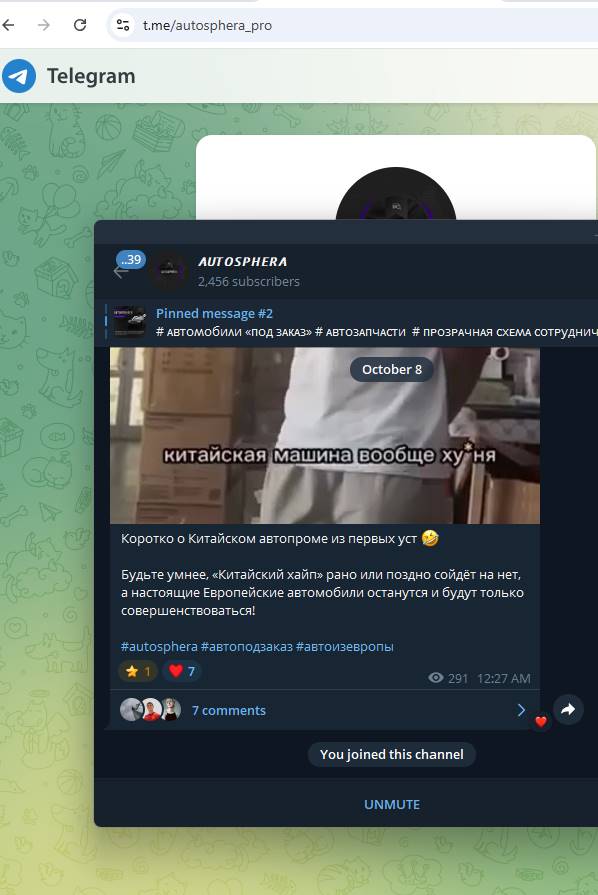 t.me/autosphera_pro
Telegram
..39
AUTOSPHERA
2,456 subscribers
Pinned message #2
# АВТОМОБИЛИ «ПОД ЗАКАЗ» # АВТОЗАПЧАСТИ # ПРОЗРАЧНАЯ СХЕМА СОТРУДНИЧ
October 8
китайская машина вообще ху*ня
Коротко о Китайском автопроме из первых уст 🤣
Будьте умнее, «Китайский хайп» рано или поздно сойдёт на нет,
а настоящие Европейские автомобили останутся и будут только
совершенствоваться!
#autosphera #автоподзаказ #автоизевропы
⭐ 1 ❤️ 7
291 12:27 AM
7 comments
You joined this channel
UNMUTE